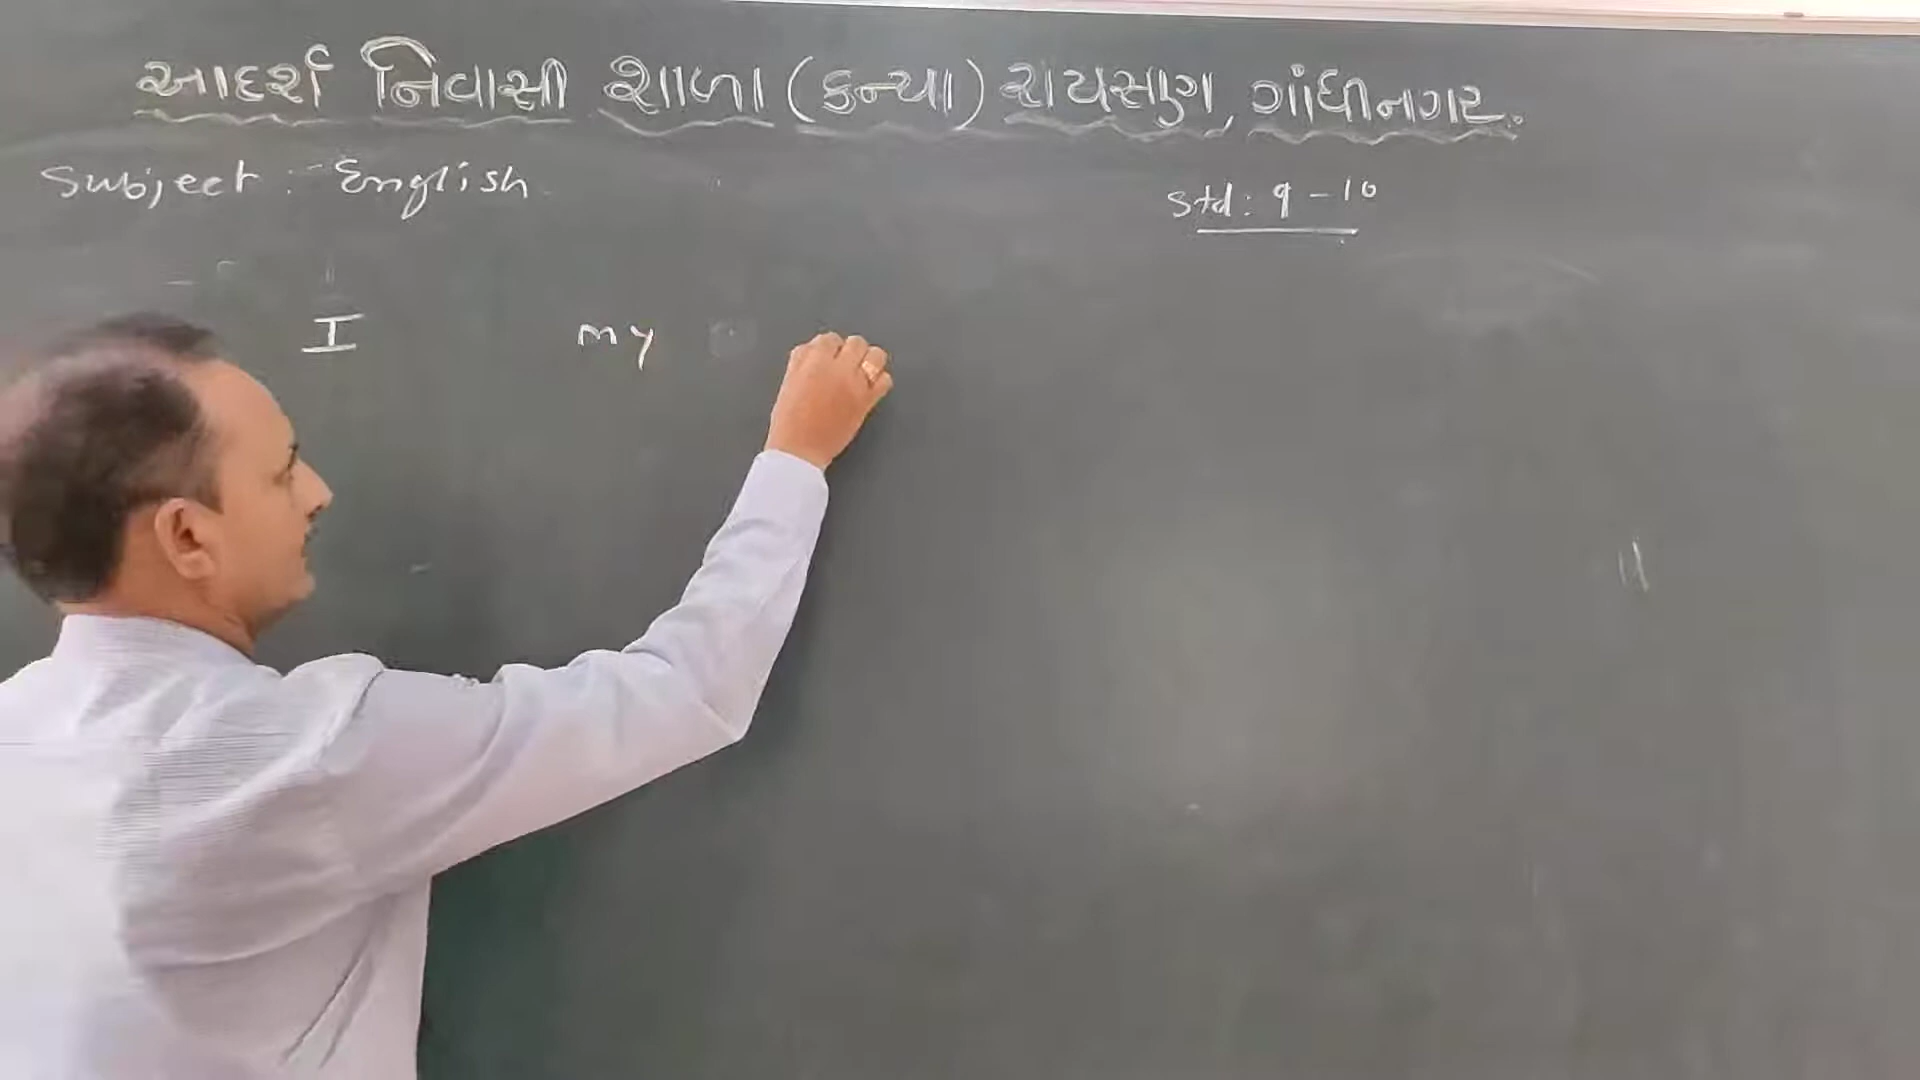 આદર્શ નિવાસી શાળા (કન્યા) રાયસણ, ગાંધીનગર.
Subject :- English
Std: 9-10
I my